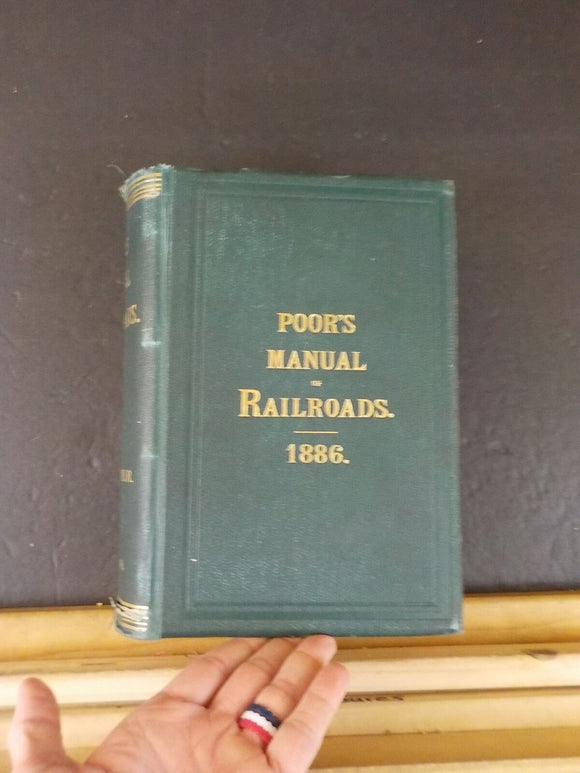 POOR'S
MANUAL
OF
RAILROADS.
1886.